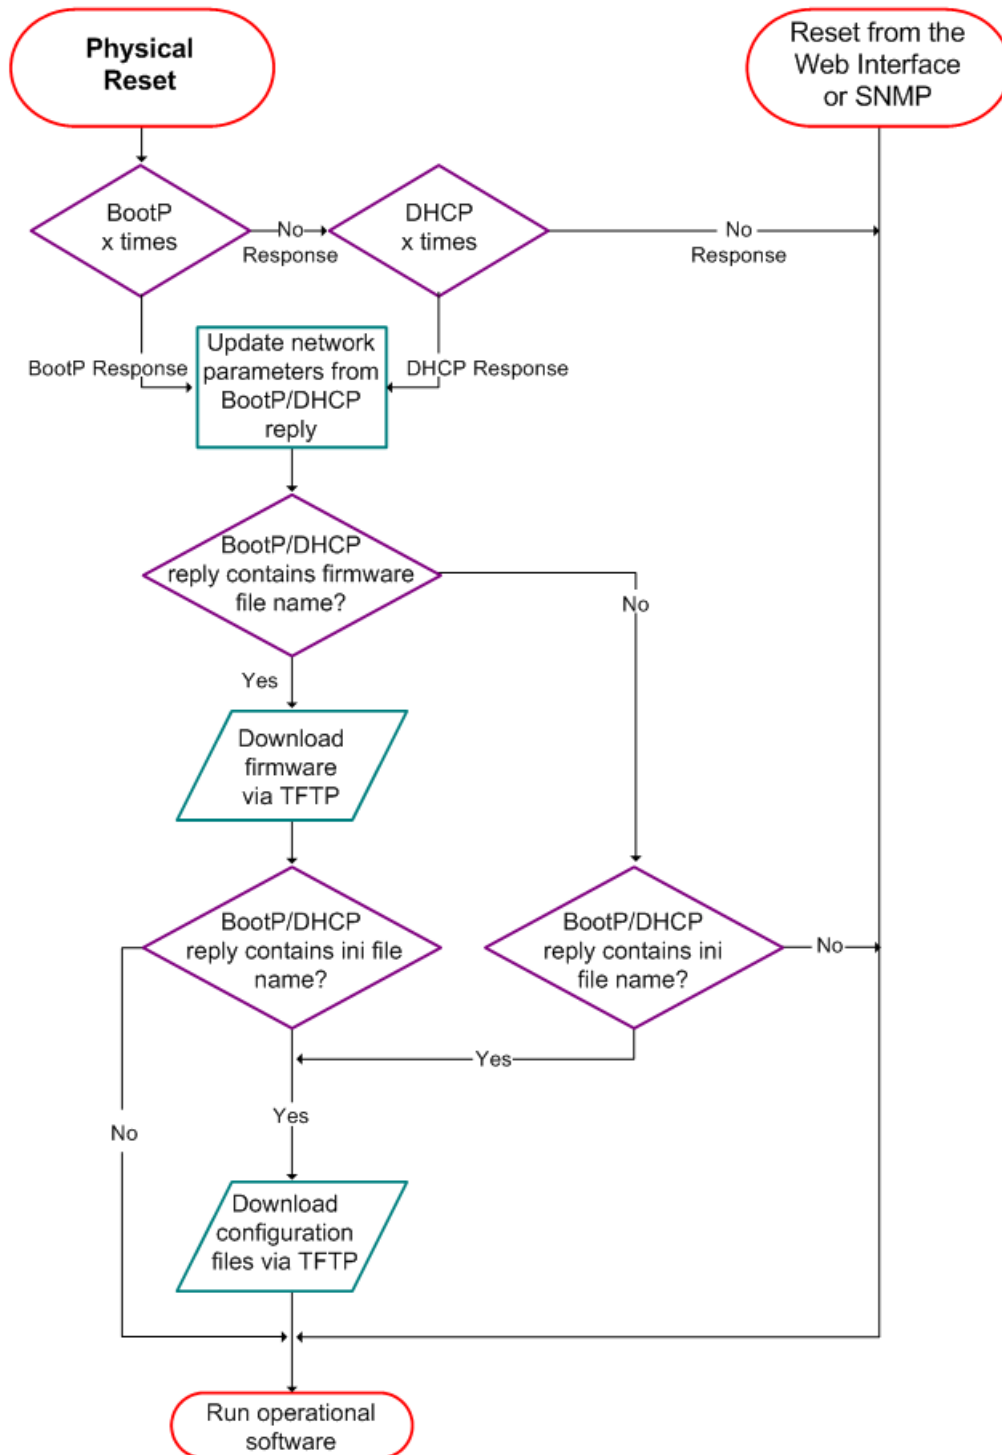 Physical
Reset
Reset from the
Web Interface
or SNMP
BootP
x times
No
Response
DHCP
x times
No
Response
BootP Response
Update network
parameters from
BootP/DHCP
reply
DHCP Response
BootP/DHCP
reply contains firmware
file name?
No
Yes
Download
firmware
via TFTP
BootP/DHCP
reply contains ini file
name?
BootP/DHCP
reply contains ini
file name?
No
Yes
Yes
No
Download
configuration
files via TFTP
Run operational
software